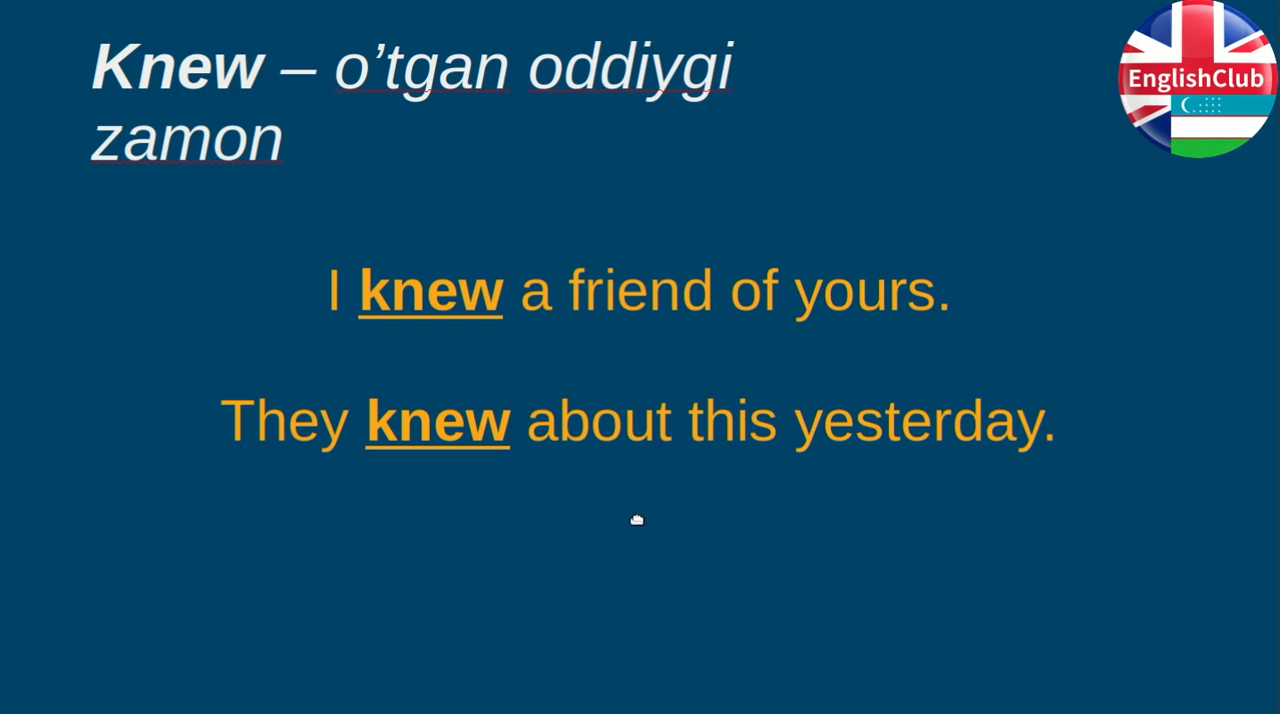 Knew – o’tgan oddiygi
zamon
EnglishClub
I knew a friend of yours.
They knew about this yesterday.